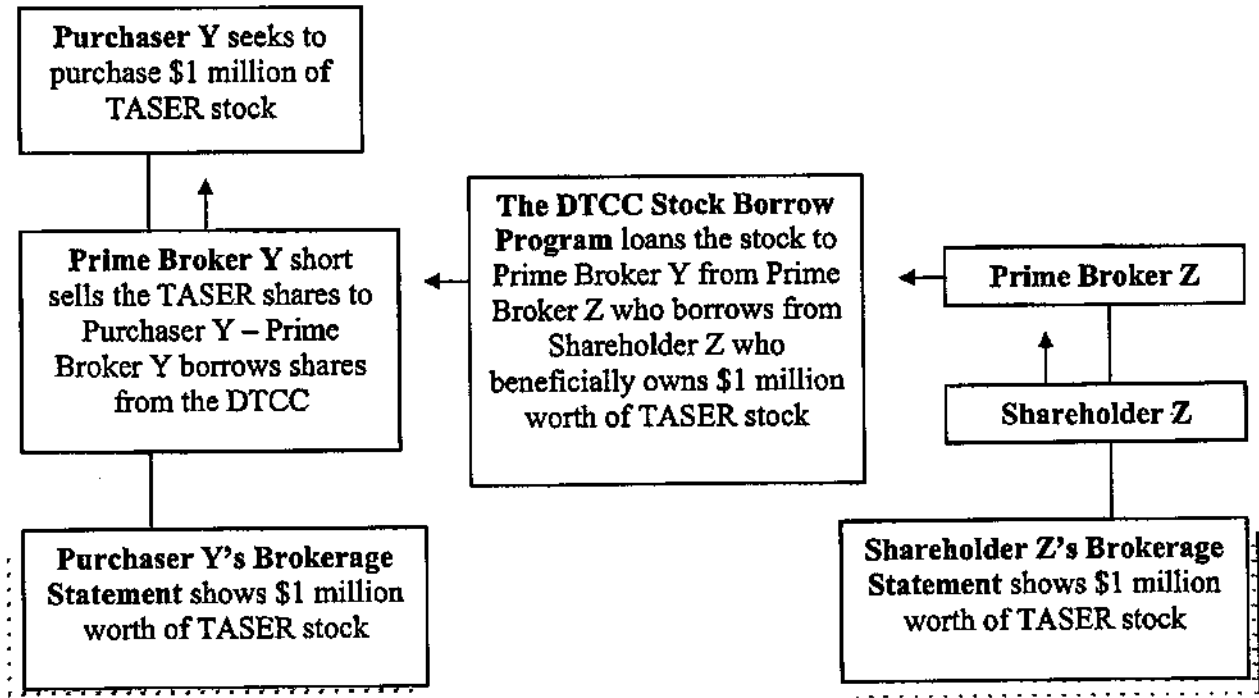 Purchaser Y seeks to
purchase $1 million of
TASER stock
Prime Broker Y short
sells the TASER shares to
Purchaser Y – Prime
Broker Y borrows shares
from the DTCC
The DTCC Stock Borrow
Program loans the stock to
Prime Broker Y from Prime
Broker Z who borrows from
Shareholder Z who
beneficially owns $1 million
worth of TASER stock
Prime Broker Z
Shareholder Z
Purchaser Y's Brokerage
Statement shows $1 million
worth of TASER stock
Shareholder Z's Brokerage
Statement shows $1 million
worth of TASER stock